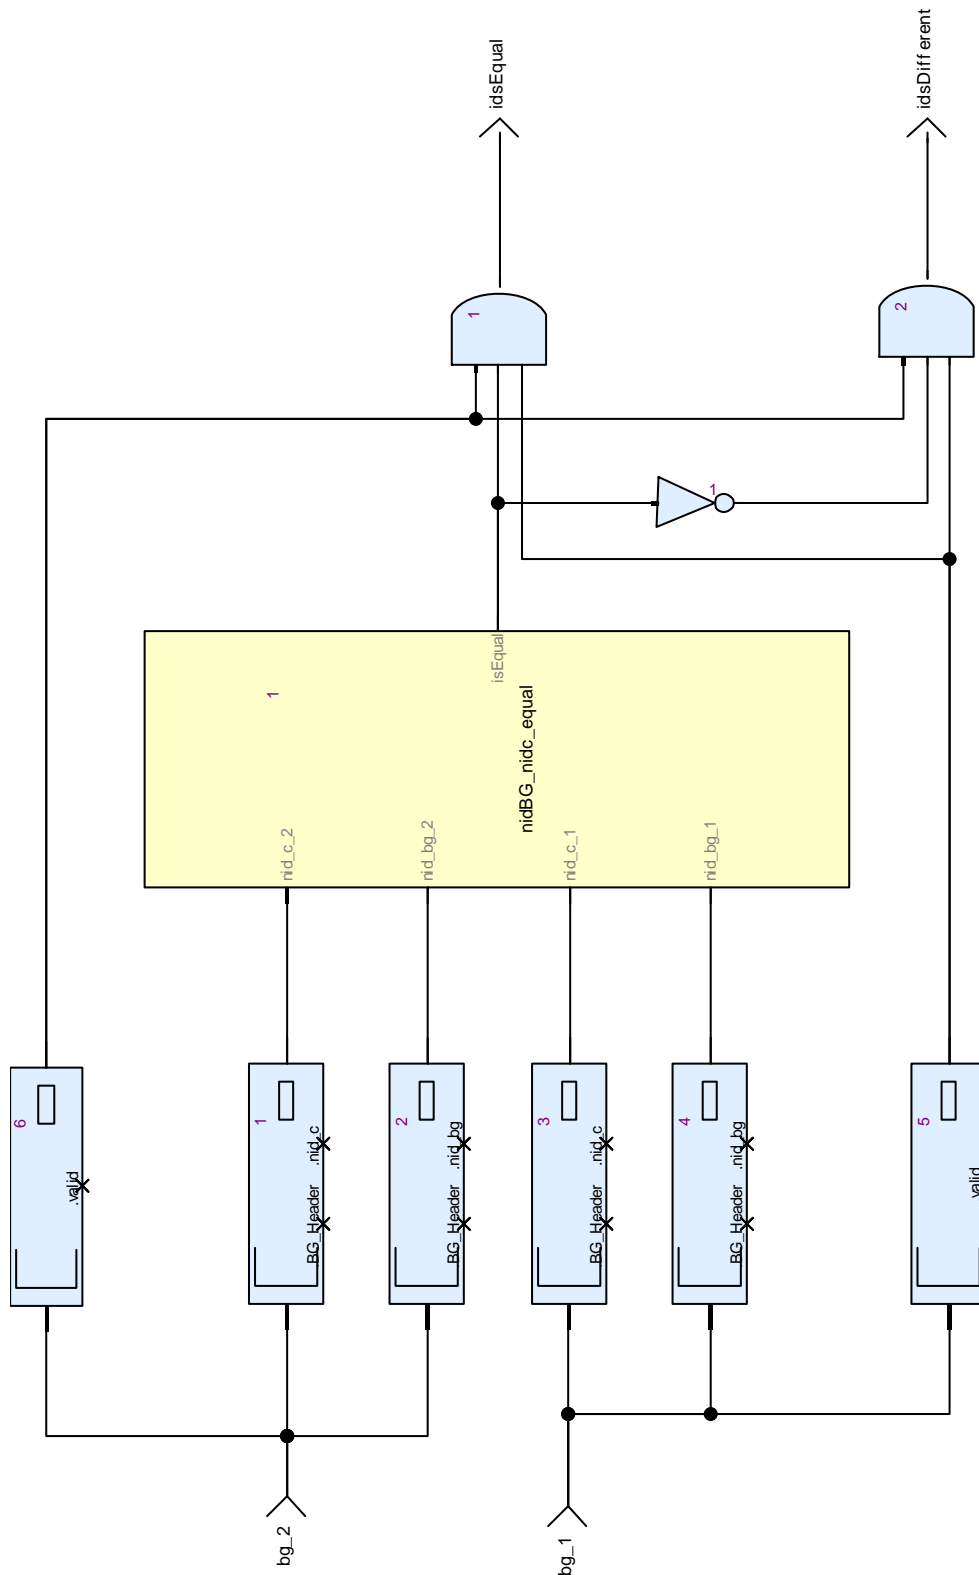 idsEqual
idsDifferent
1
2
1
isEqual
1
nidBG_nidc_equal
nid_c_2
nid_bg_2
nid_c_1
nid_bg_1
6
.valid
1
.BG_Header .nid_c
2
BG_Header .nid_bg
3
BG_Header .nid_c
4
BG_Header .nid_bg
5
valid
bg_2
bg_1